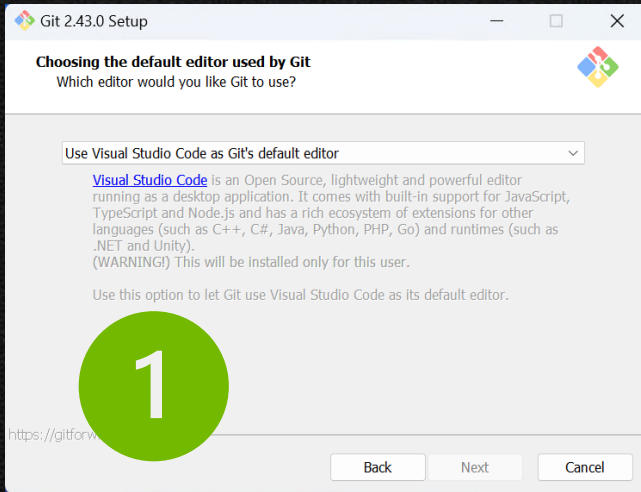 Git 2.43.0 Setup
Choosing the default editor used by Git
Which editor would you like Git to use?
Use Visual Studio Code as Git's default editor
Visual Studio Code is an Open Source, lightweight and powerful editor
running as a desktop application. It comes with built-in support for JavaScript,
TypeScript and Node.js and has a rich ecosystem of extensions for other
languages (such as C++, C#, Java, Python, PHP, Go) and runtimes (such as
.NET and Unity).
(WARNING!) This will be installed only for this user.
Use this option to let Git use Visual Studio Code as its default editor.
1
https://gitforw
Back Next Cancel